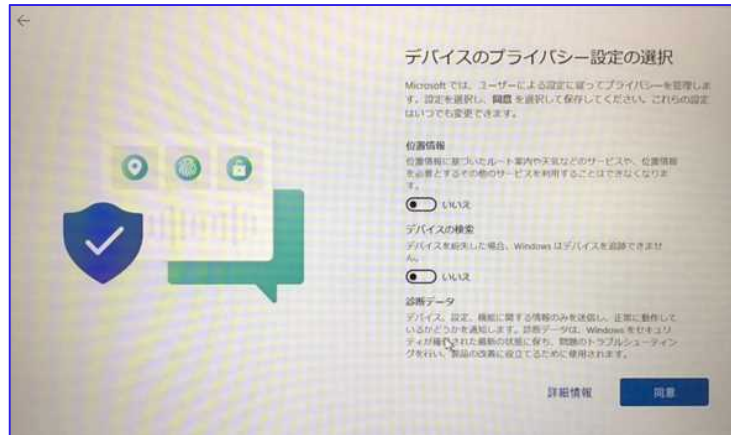 デバイスのプライバシー設定の選択
Microsoft では、ユーザーによる設定に従ってプライバシーを管理しま
す。設定を選択し、同意 を選択して保存してください。これらの設定
はいつでも変更できます。
位置情報
位置情報に基づいたルート案内や天気などのサービスや、位置情報
を必要とするその他のサービスを利用することはできなくなりま
す。
いいえ
デバイスの検索
デバイスを紛失した場合、Windows はデバイスを追跡できませ
ん。
いいえ
診断データ
デバイス、設定、機能に関する情報のみを送信し、正常に動作して
いるかどうかを通知します。診断データは、Windows をセキュリ
ティが確保された最新の状態に保ち、問題のトラブルシューティン
グを行い、製品の改善に役立てるために使用されます。
詳細情報
同意